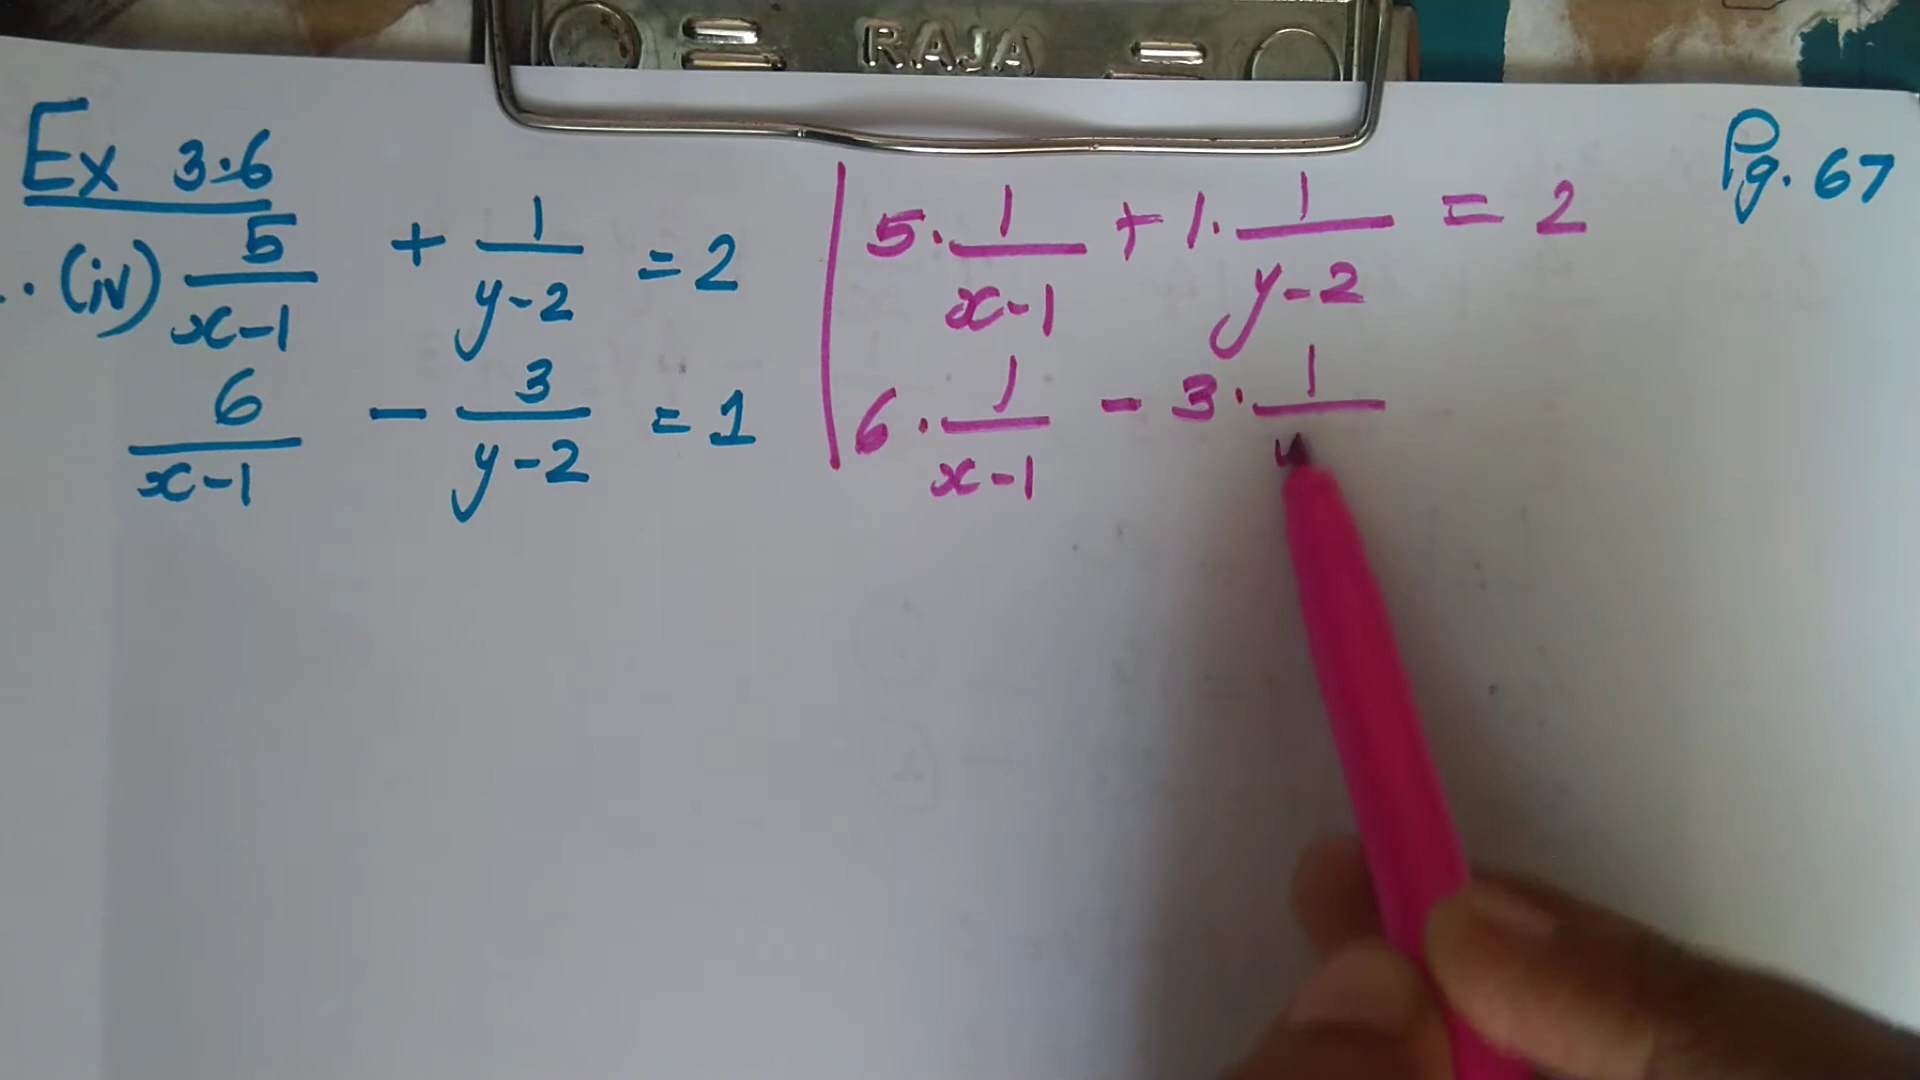 RAJA
Ex 3.6
Pg. 67
(iv) 5/(x-1) + 1/(y-2) = 2
6/(x-1) - 3/(y-2) = 1
5 · 1/(x-1) + 1 · 1/(y-2) = 2
6 · 1/(x-1) - 3 · 1/